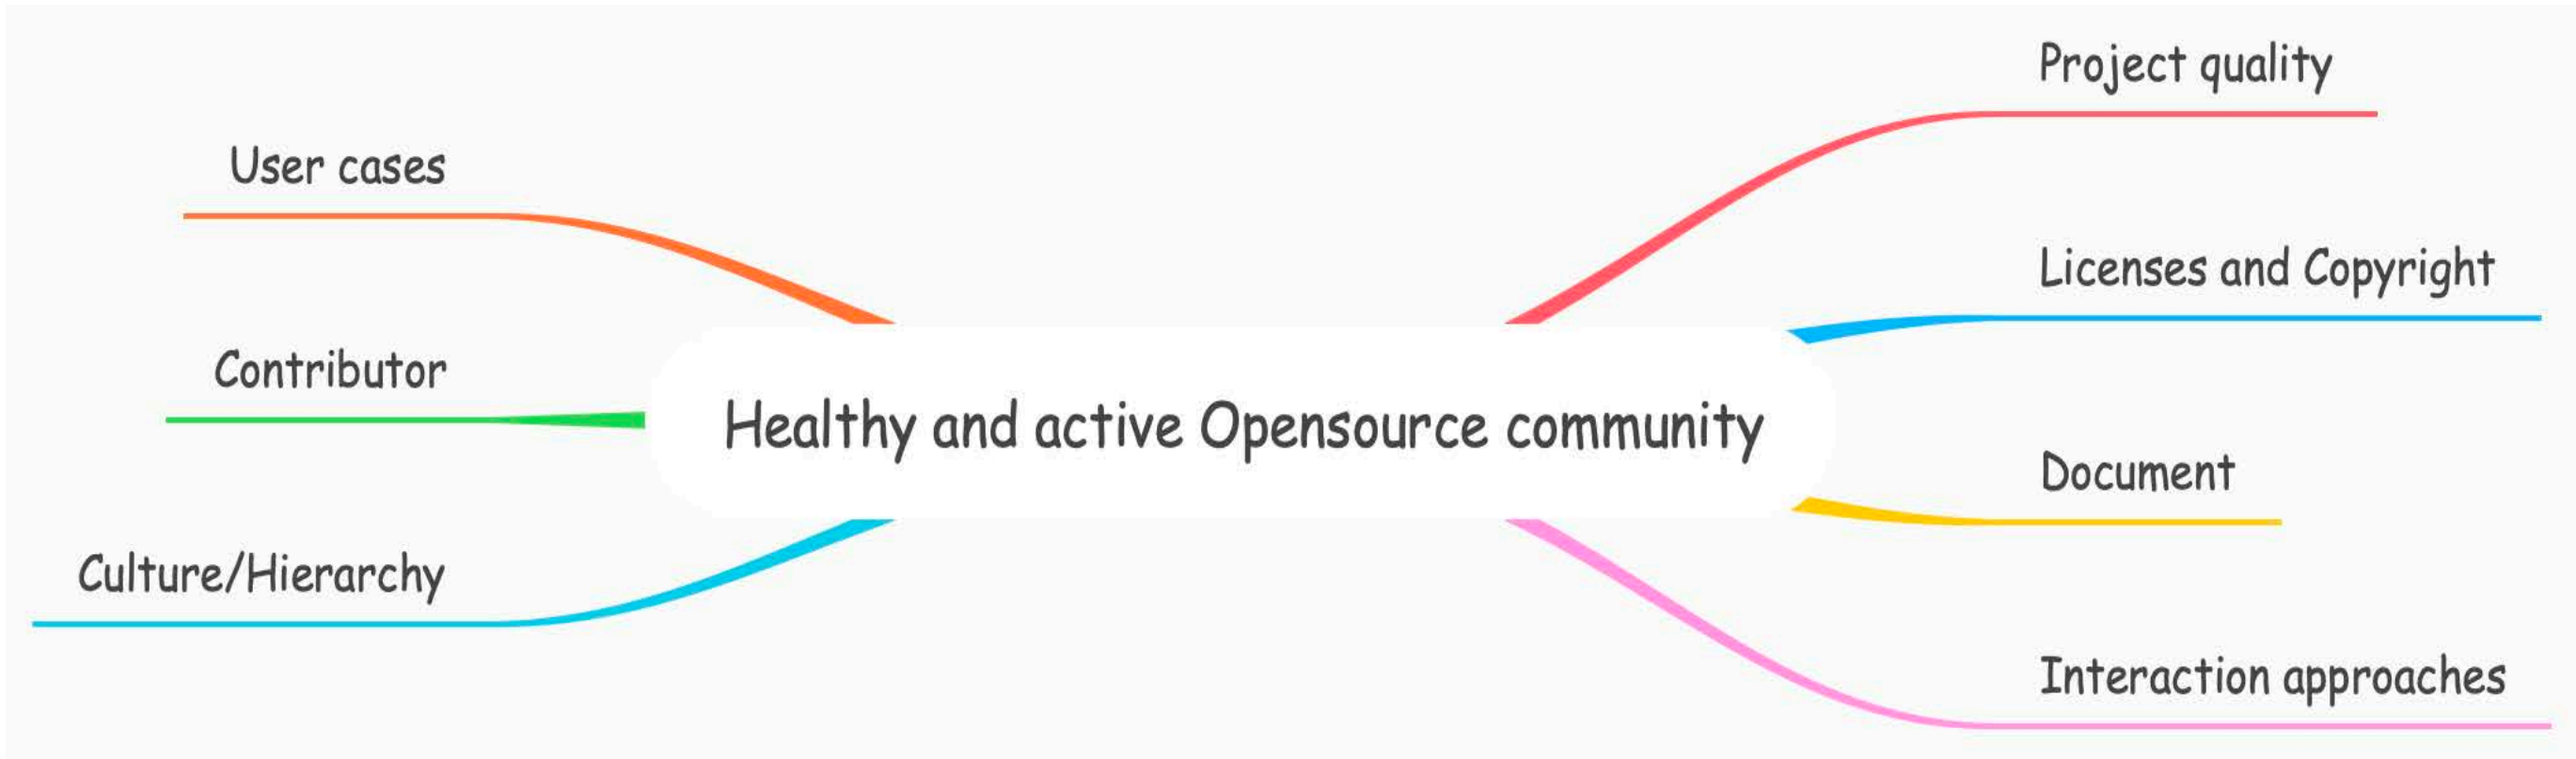 Project quality
User cases
Licenses and Copyright
Contributor
Healthy and active Opensource community
Document
Culture/Hierarchy
Interaction approaches